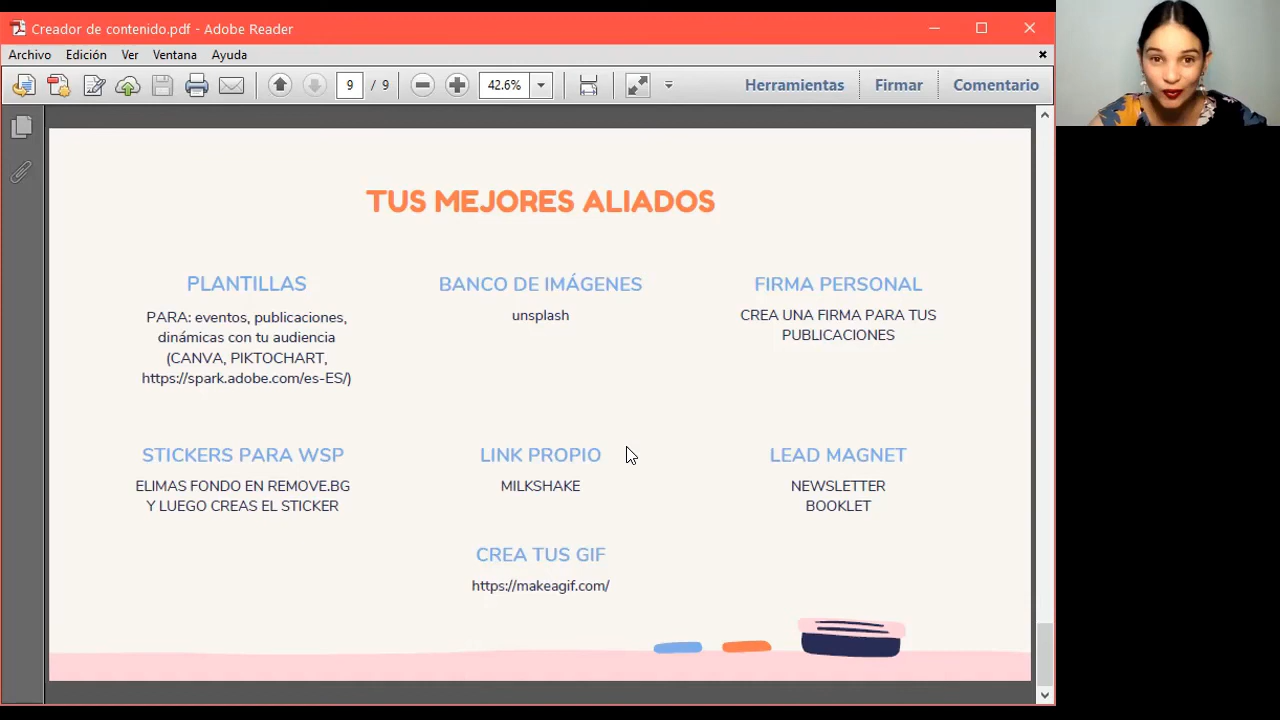 Creador de contenido.pdf - Adobe Reader
Archivo Edición Ver Ventana Ayuda
9 / 9 42.6% Herramientas Firmar Comentario
TUS MEJORES ALIADOS
PLANTILLAS
PARA: eventos, publicaciones,
dinámicas con tu audiencia
(CANVA, PIKTOCHART,
https://spark.adobe.com/es-ES/)
BANCO DE IMÁGENES
unsplash
FIRMA PERSONAL
CREA UNA FIRMA PARA TUS
PUBLICACIONES
STICKERS PARA WSP
ELIMAS FONDO EN REMOVE.BG
Y LUEGO CREAS EL STICKER
LINK PROPIO
MILKSHAKE
LEAD MAGNET
NEWSLETTER
BOOKLET
CREA TUS GIF
https://makeagif.com/